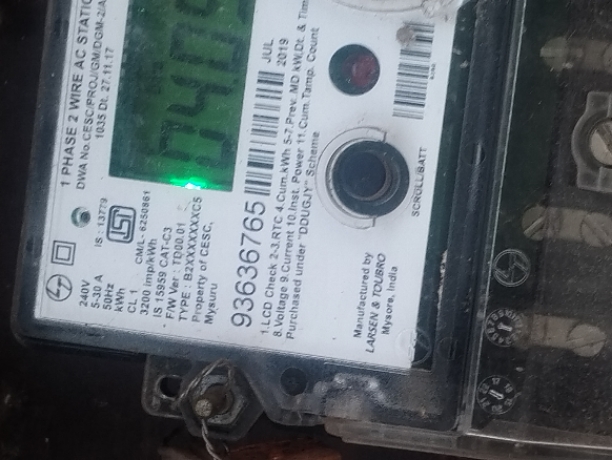 1 PHASE 2 WIRE AC STATIC
DWA No.CESC/PROJ/GM/DGM-2/A
1035 Dt. 27.11.17
IS : 13779
CM/L- 6250861
240V
5-30 A
50Hz
kWh
CL 1
3200 imp/kWh
IS 15959 CAT-C3
F/W Ver : TD00.01
TYPE : B2XXXXXXXXC5
Property of CESC,
Mysuru
93636765
JUL
2019
1.LCD Check 2-3.RTC 4.Cum.kWh 5-7.Prev. MD kW,Dt. & Tim
8.Voltage 9.Current 10.Inst. Power 11.Cum.Tamp. Count
Purchased under "DDUGJY" Scheme
SCROLL/BATT
Manufactured by
LARSEN & TOUBRO
Mysore, India